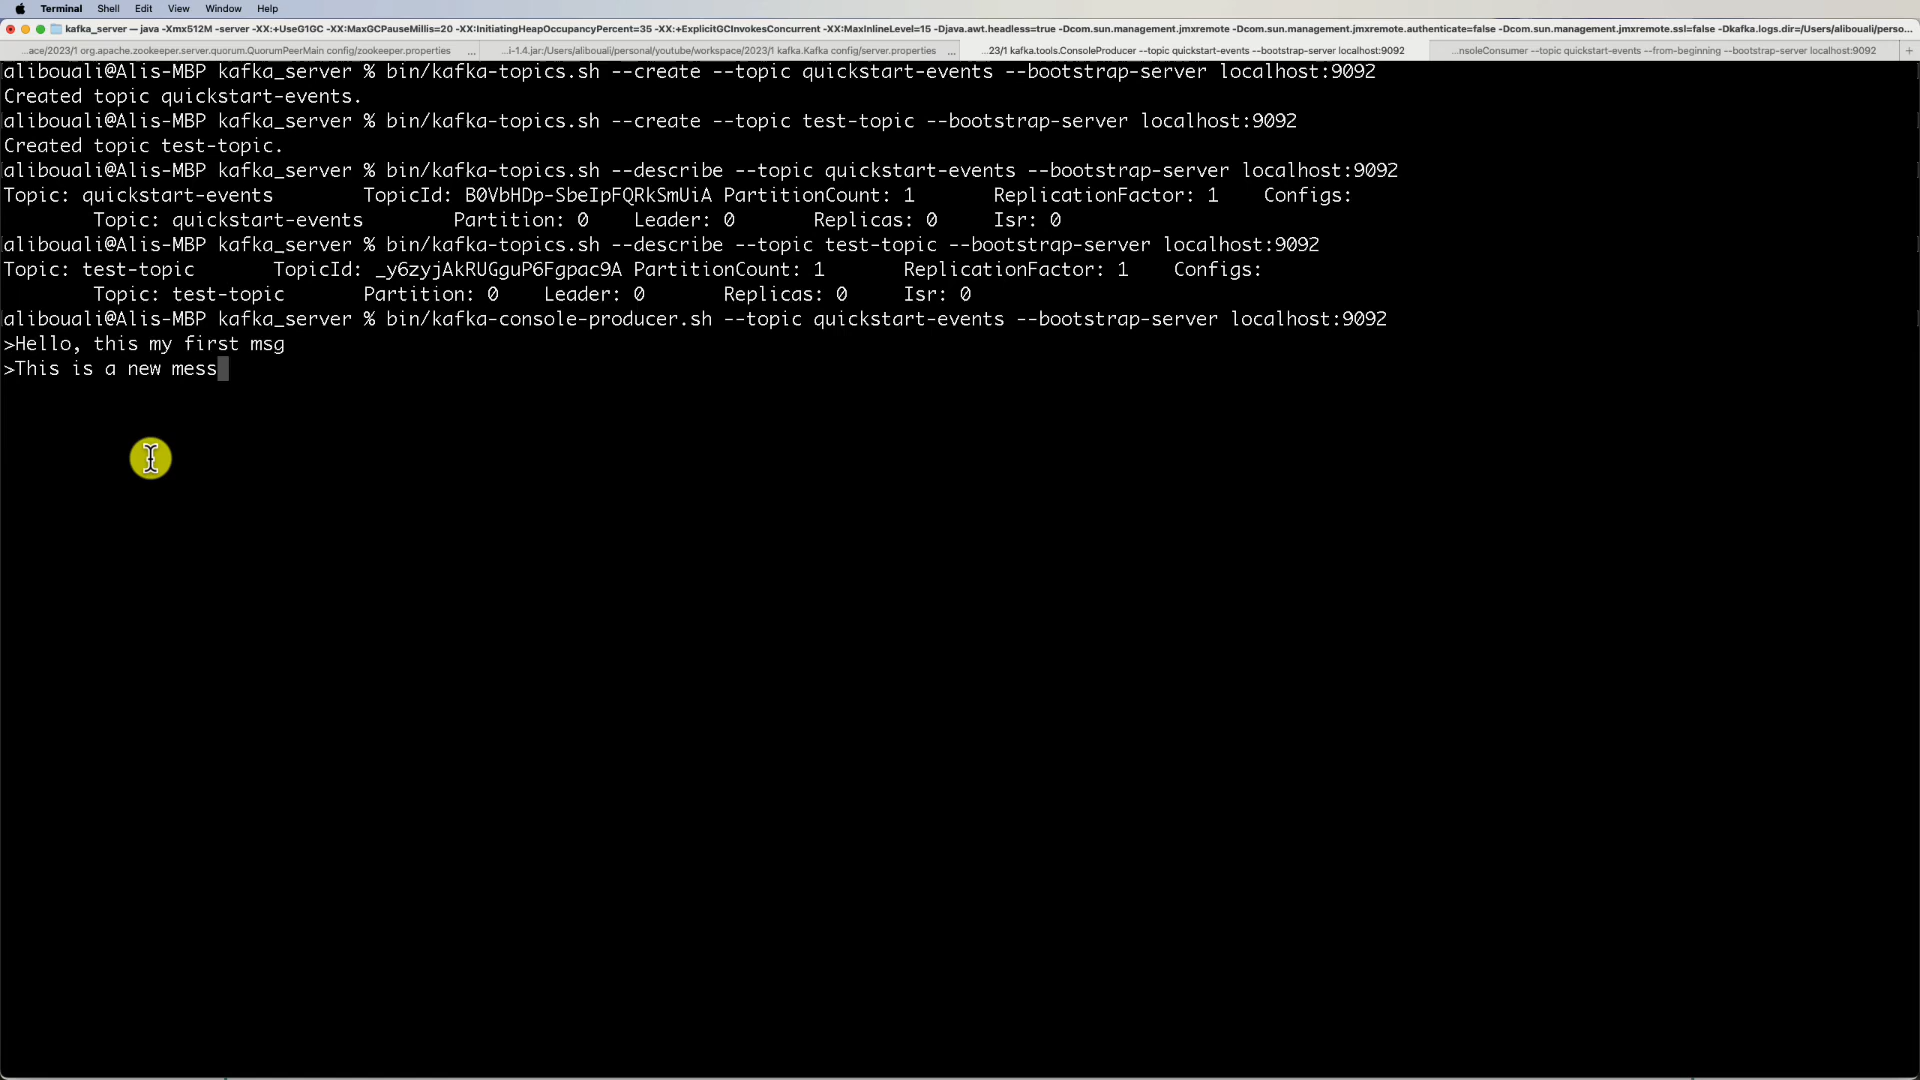 Terminal Shell Edit View Window Help
kafka_server — java -Xmx512M -server -XX:+UseG1GC -XX:MaxGCPauseMillis=20 -XX:InitiatingHeapOccupancyPercent=35 -XX:+ExplicitGCInvokesConcurrent -XX:MaxInlineLevel=15 -Djava.awt.headless=true -Dcom.sun.management.jmxremote -Dcom.sun.management.jmxremote.authenticate=false -Dcom.sun.management.jmxremote.ssl=false -Dkafka.logs.dir=/Users/alibouali/perso...
...ace/2023/1 org.apache.zookeeper.server.quorum.QuorumPeerMain config/zookeeper.properties ... ...i-1.4.jar:/Users/alibouali/personal/youtube/workspace/2023/1 kafka.Kafka config/server.properties ... ...23/1 kafka.tools.ConsoleProducer --topic quickstart-events --bootstrap-server localhost:9092 ...nsoleConsumer --topic quickstart-events --from-beginning --bootstrap-server localhost:9092 +
alibouali@Alis-MBP kafka_server % bin/kafka-topics.sh --create --topic quickstart-events --bootstrap-server localhost:9092
Created topic quickstart-events.
alibouali@Alis-MBP kafka_server % bin/kafka-topics.sh --create --topic test-topic --bootstrap-server localhost:9092
Created topic test-topic.
alibouali@Alis-MBP kafka_server % bin/kafka-topics.sh --describe --topic quickstart-events --bootstrap-server localhost:9092
Topic: quickstart-events TopicId: B0VbHDp-SbeIpFQRkSmUiA PartitionCount: 1 ReplicationFactor: 1 Configs:
Topic: quickstart-events Partition: 0 Leader: 0 Replicas: 0 Isr: 0
alibouali@Alis-MBP kafka_server % bin/kafka-topics.sh --describe --topic test-topic --bootstrap-server localhost:9092
Topic: test-topic TopicId: _y6zyjAkRUGguP6Fgpac9A PartitionCount: 1 ReplicationFactor: 1 Configs:
Topic: test-topic Partition: 0 Leader: 0 Replicas: 0 Isr: 0
alibouali@Alis-MBP kafka_server % bin/kafka-console-producer.sh --topic quickstart-events --bootstrap-server localhost:9092
>Hello, this my first msg
>This is a new mess